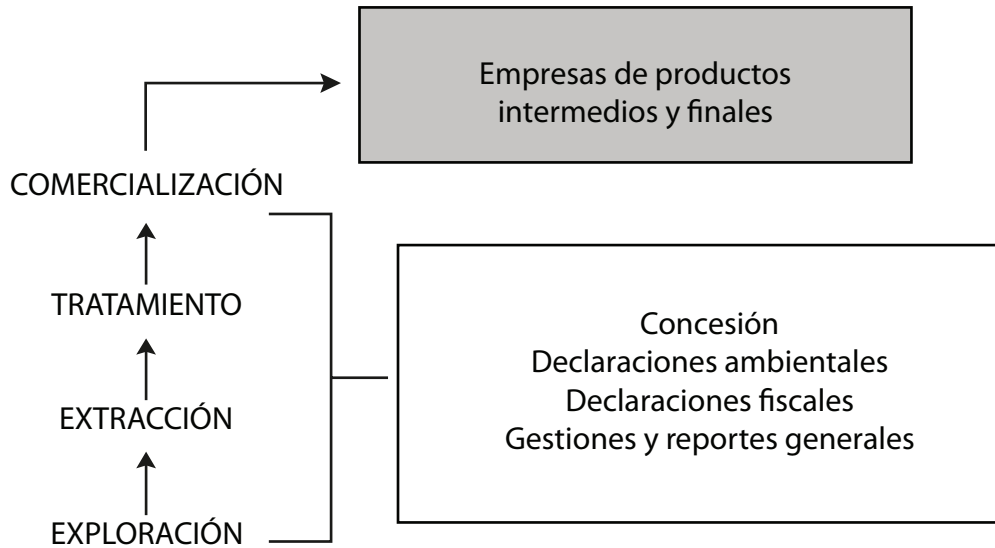 Empresas de productos
intermedios y finales
COMERCIALIZACIÓN
TRATAMIENTO
EXTRACCIÓN
EXPLORACIÓN
Concesión
Declaraciones ambientales
Declaraciones fiscales
Gestiones y reportes generales